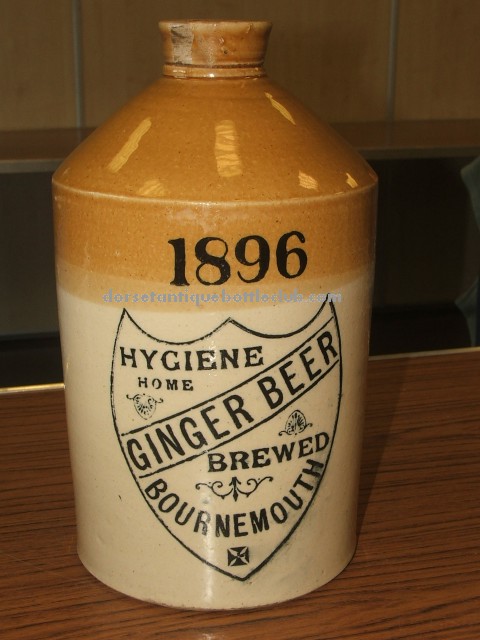 1896
dorsetantiquebottleclub.com
HYGIENE
HOME
GINGER BEER
BREWED
BOURNEMOUTH